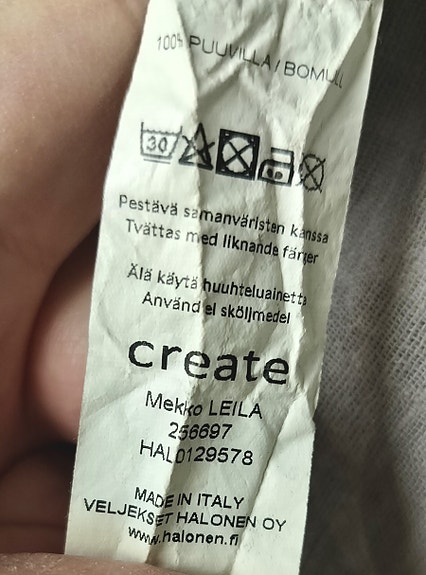 100% PUUVILLA / BOMULL
30
Pestävä samanväristen kanssa
Tvättas med liknande färger
Älä käytä huuhteluainetta
Använd ei sköljmedel
create
Mekko LEILA
256697
HAL0129578
MADE IN ITALY
VELJEKSET HALONEN OY
www.halonen.fi